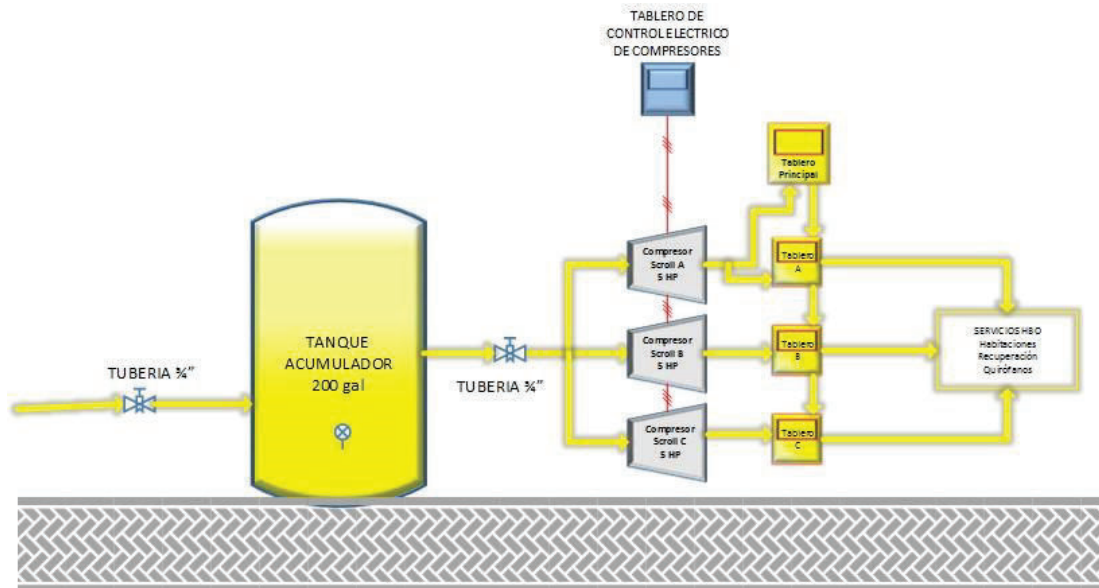 TABLERO DE
CONTROL ELECTRICO
DE COMPRESORES
Tablero
Principal
Compresor
Scroll A
5 HP
Tablero
A
TANQUE
ACUMULADOR
200 gal
Compresor
Scroll B
5 HP
Tablero
B
SERVICIOS HBO
Habitaciones
Recuperación
Quirófanos
TUBERIA ¾”
TUBERIA ¾”
Compresor
Scroll C
5 HP
Tablero
C